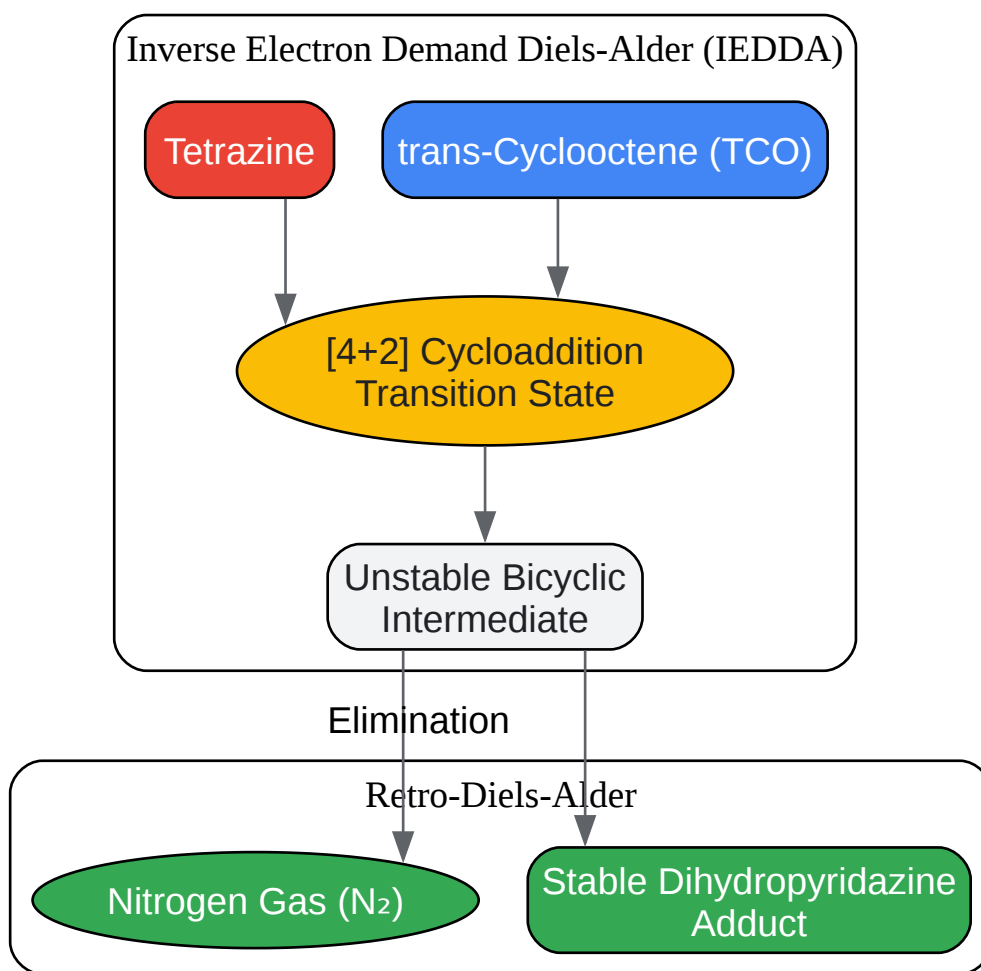 Inverse Electron Demand Diels-Alder (IEDDA)
Tetrazine
trans-Cyclooctene (TCO)
[4+2] Cycloaddition
Transition State
Unstable Bicyclic
Intermediate
Elimination
Retro-Diels-Alder
Nitrogen Gas (N₂)
Stable Dihydropyridazine
Adduct